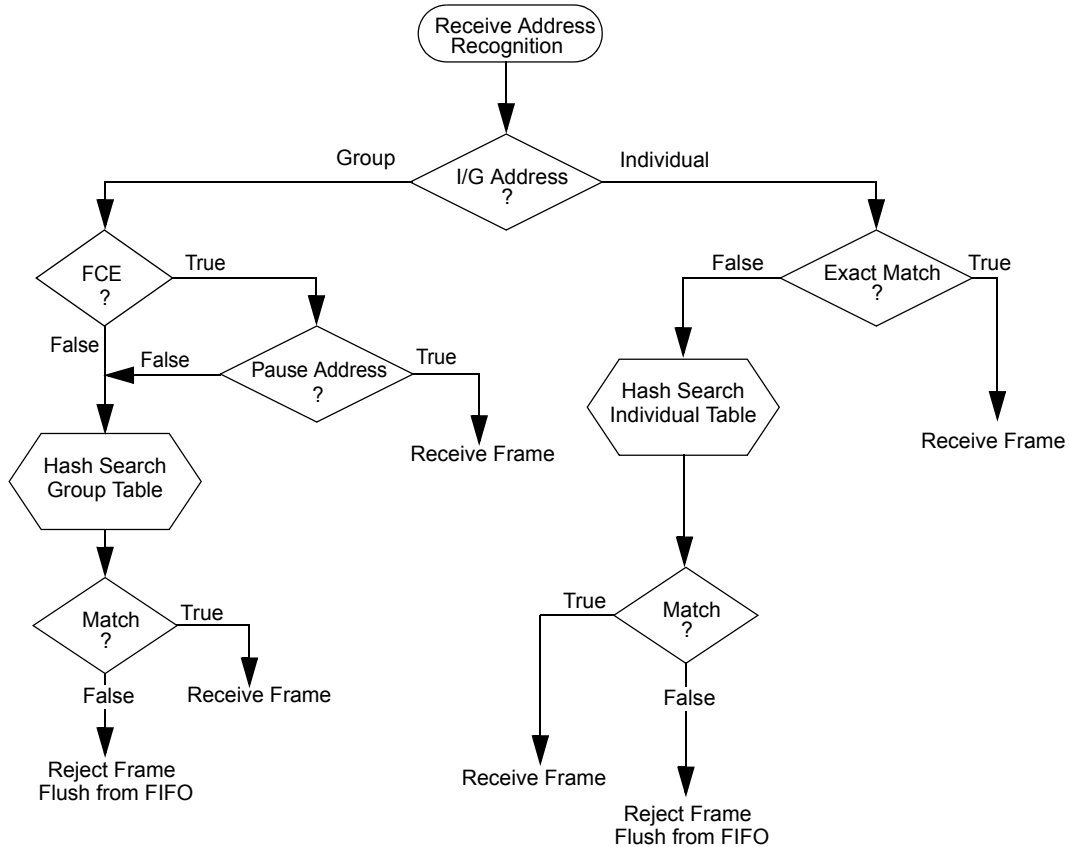 Receive Address
Recognition
Group
I/G Address
?
Individual
FCE
?
True
False
Exact Match
?
True
False
False
Pause Address
?
True
Hash Search
Individual Table
Receive Frame
Receive Frame
Hash Search
Group Table
Match
?
True
True
Match
?
False
Receive Frame
False
Reject Frame
Flush from FIFO
Receive Frame
Reject Frame
Flush from FIFO